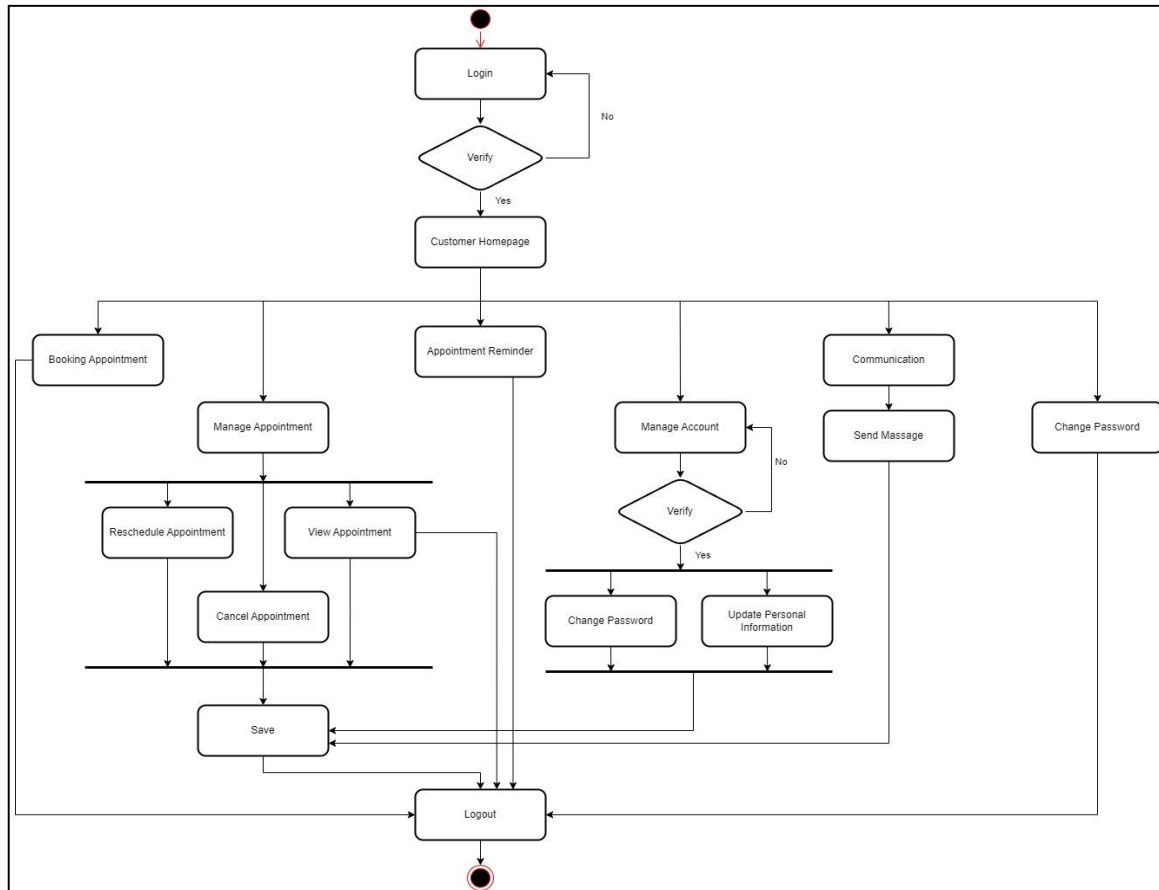 Login
No
Verify
Yes
Customer Homepage
Booking Appointment
Appointment Reminder
Communication
Manage Appointment
Manage Account
Send Massage
Change Password
No
Verify
Reschedule Appointment
View Appointment
Yes
Cancel Appointment
Change Password
Update Personal
Information
Save
Logout